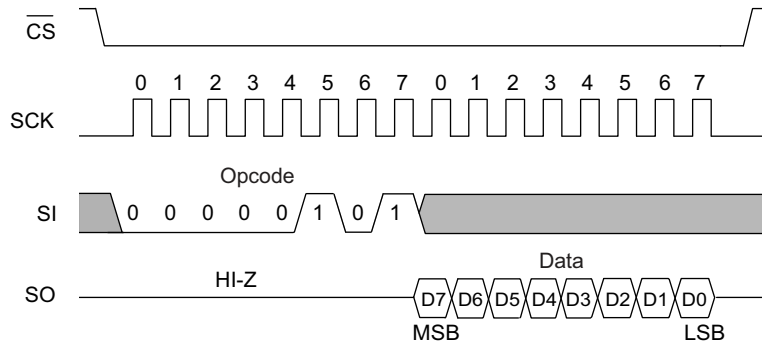 CS
0 1 2 3 4 5 6 7 0 1 2 3 4 5 6 7
SCK
Opcode
SI 0 0 0 0 0 1 0 1
HI-Z Data
SO D7 D6 D5 D4 D3 D2 D1 D0
MSB LSB